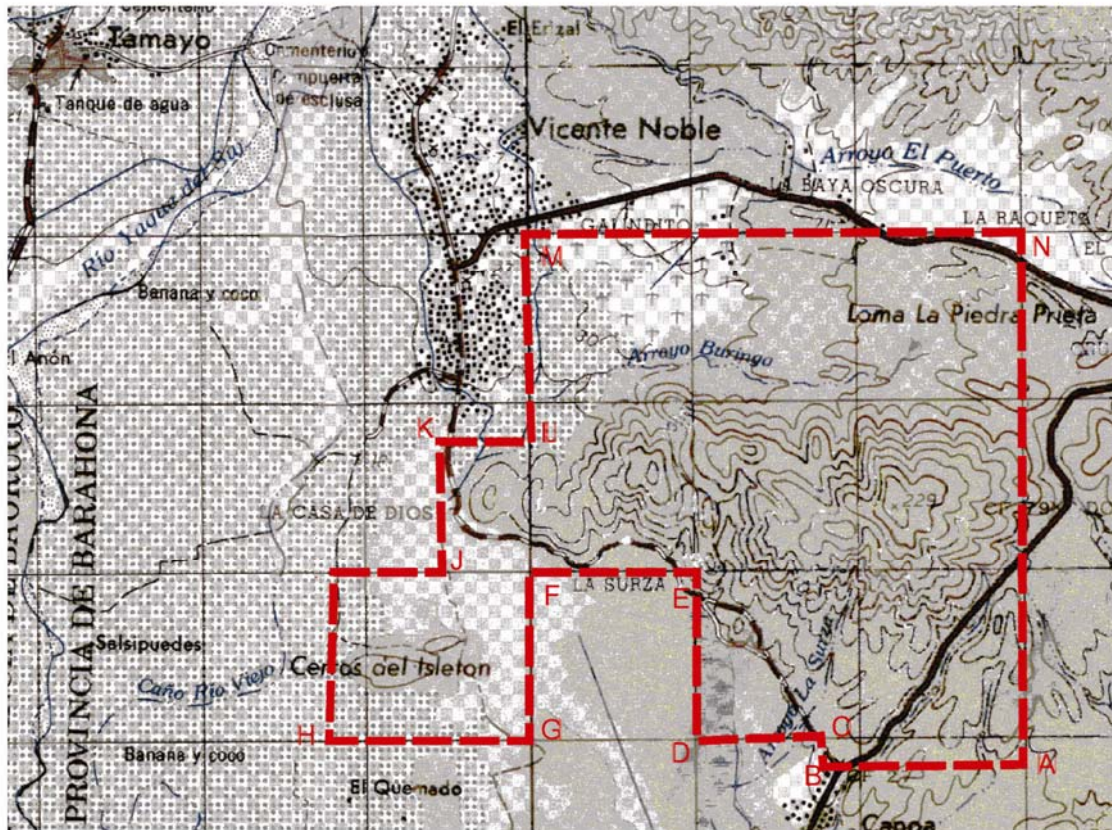 Cementerio
Tamayo
Tanque de agua
Cementerio
Compuerta
de esclusa
El Erizal
Vicente Noble
Arroyo El Puerto
LA BAYA OSCURA
LA RAQUETA
GALINDITO
EL
M
N
Río Yaque del Sur
Banana y coco
Loma La Piedra Prieta
Arroyo Buringo
K
L
LA CASA DE DIOS
229
J
F
LA SURZA
E
PROVINCIA DE BARAHONA
Salsipuedes
Cerros del Isleton
Caño Río Viejo
Arroyo La Surza
H
G
D
C
B
A
Banana y coco
El Quemado
Canoa